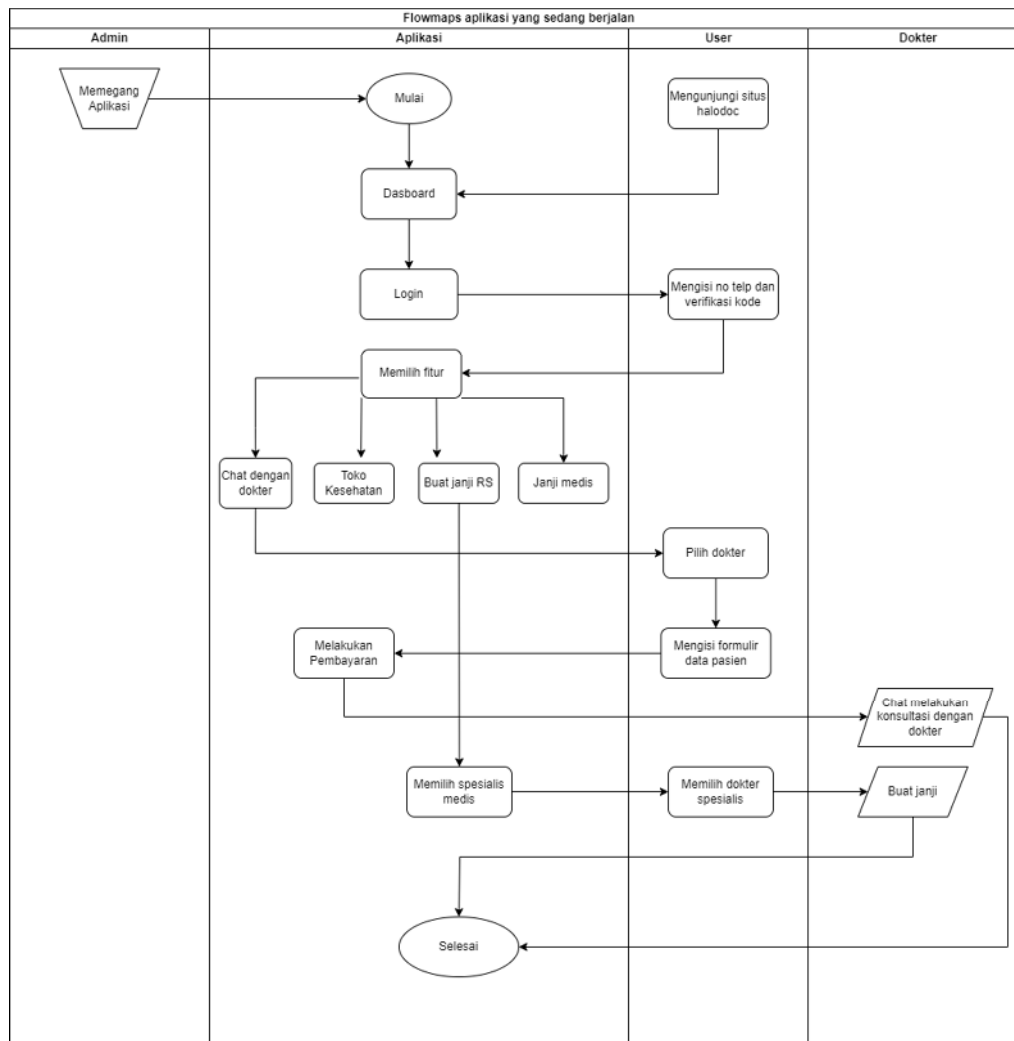 Flowmaps aplikasi yang sedang berjalan
Admin
Aplikasi
User
Dokter
Memegang
Aplikasi
Mulai
Mengunjungi situs
halodoc
Dasboard
Login
Mengisi no telp dan
verifikasi kode
Memilih fitur
Chat dengan
dokter
Toko
Kesehatan
Buat janji RS
Janji medis
Pilih dokter
Melakukan
Pembayaran
Mengisi formulir
data pasien
Chat melakukan
konsultasi dengan
dokter
Memilih spesialis
medis
Memilih dokter
spesialis
Buat janji
Selesai